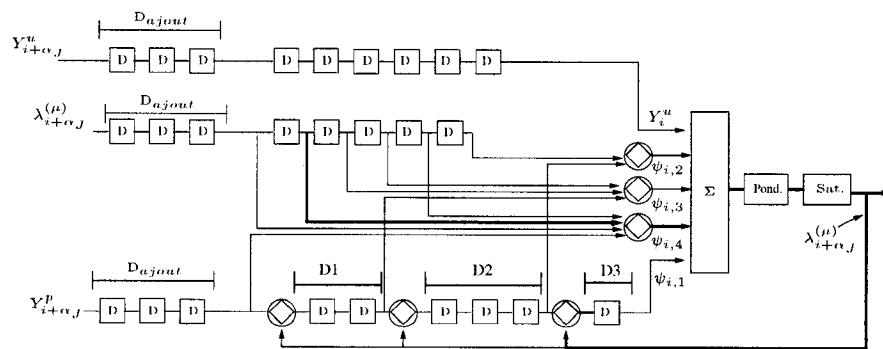 D_ajout
Y^u_{i+α_J}
D D D D D D D D D
D_ajout
λ^{(μ)}_{i+α_J}
D D D D D D D D
Y^u_i
ψ_{i,2}
ψ_{i,3}
ψ_{i,4}
ψ_{i,1}
Σ
Pond.
Sat.
λ^{(μ)}_{i+α_J}
D_ajout
D1
D2
D3
Y^p_{i+α_J}
D D D D D D D D D